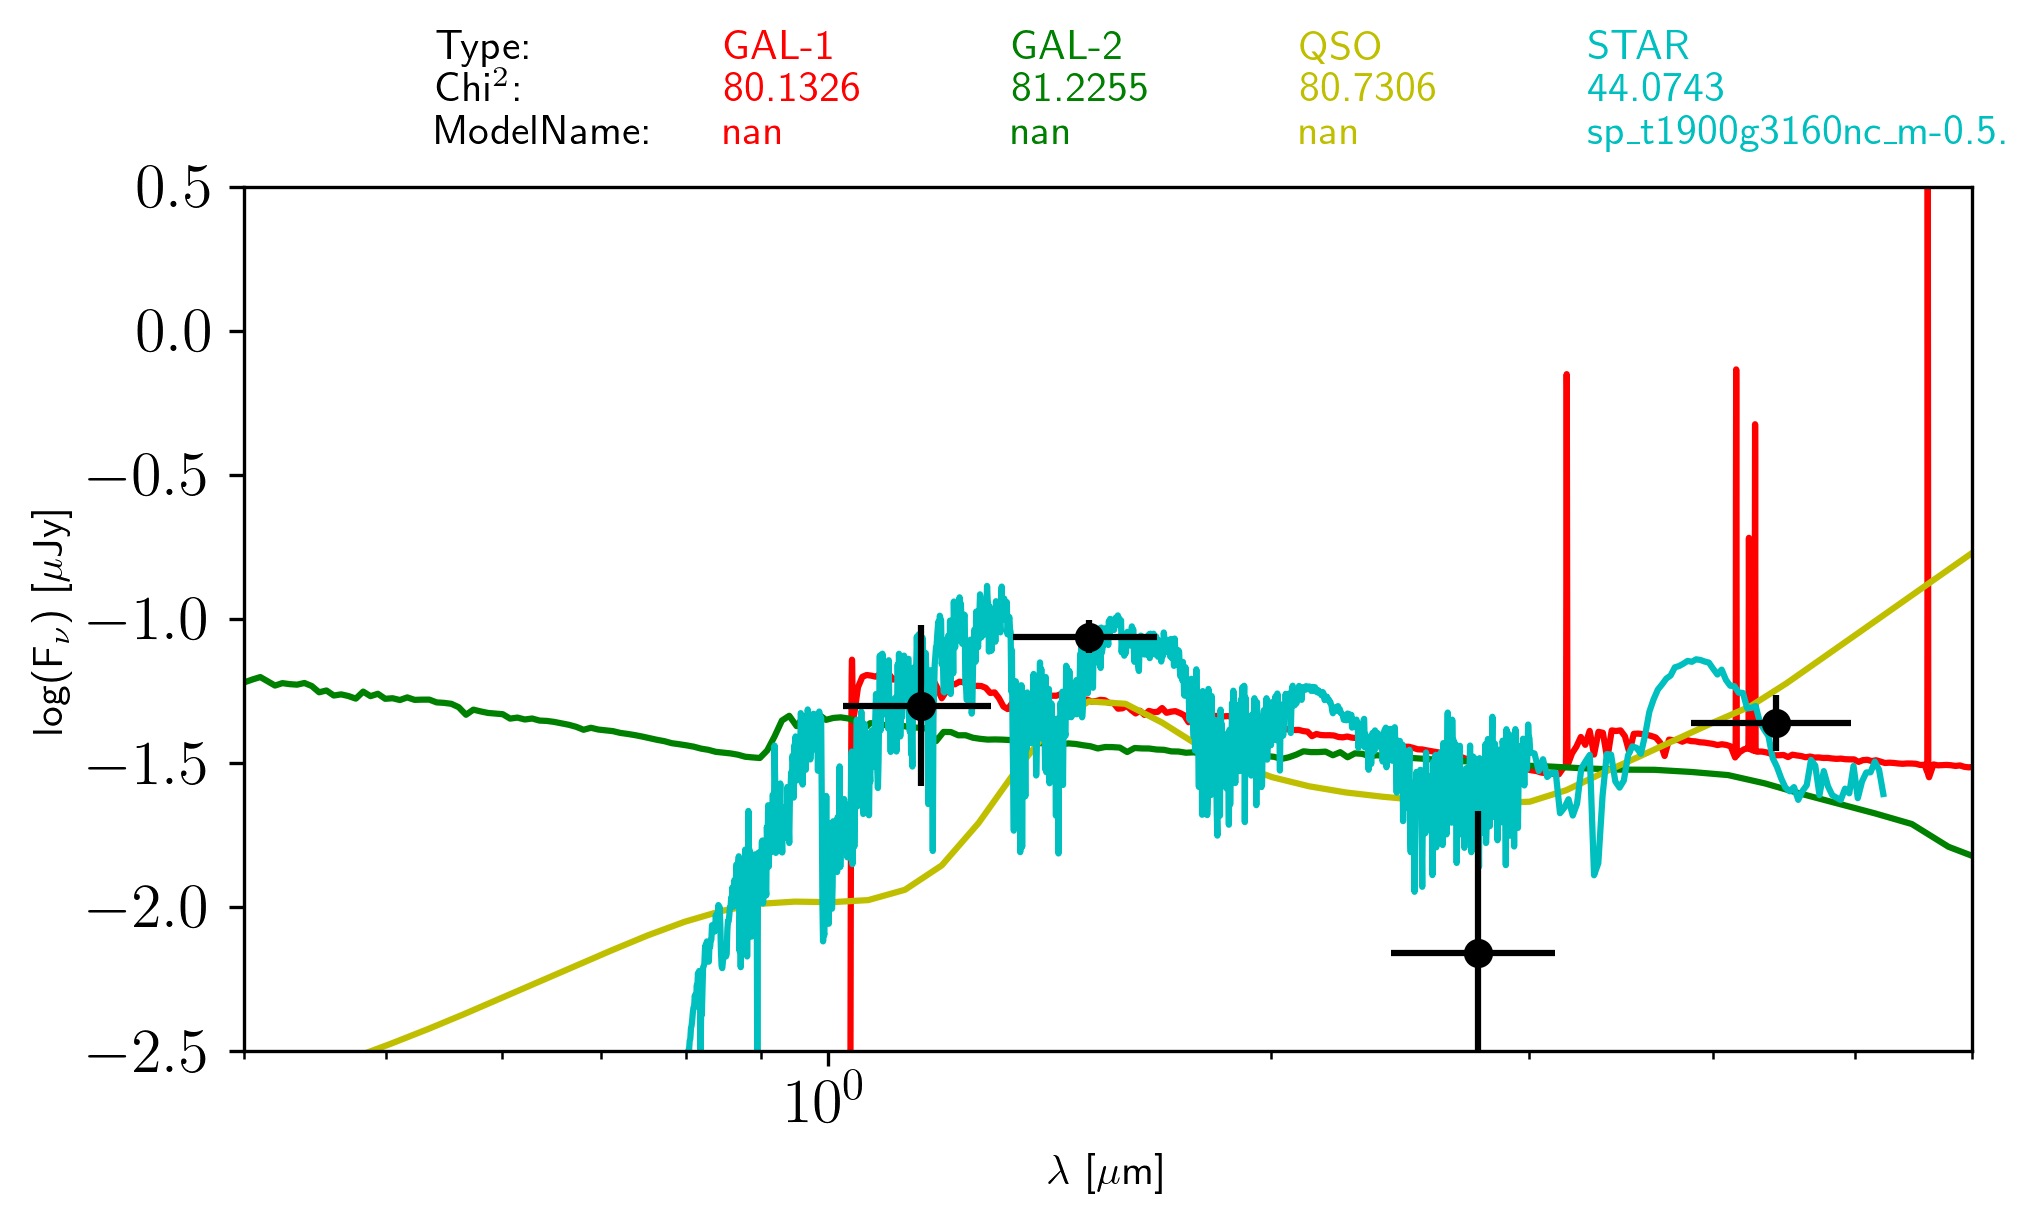 Type: GAL-1 GAL-2 QSO STAR
Chi²: 80.1326 81.2255 80.7306 44.0743
ModelName: nan nan nan sp_t1900g3160nc_m-0.5.
0.5
0.0
−0.5
−1.0
−1.5
−2.0
−2.5
log(Fν) [μJy]
10⁰
λ [μm]